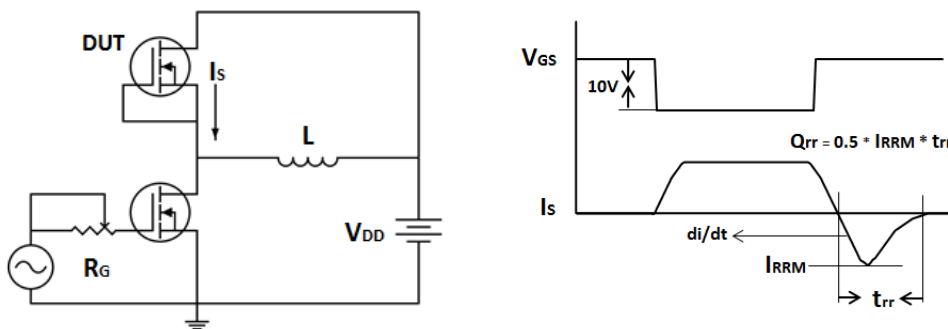 DUT
IS
L
RG
VDD
VGS
10V
Qrr = 0.5 * IRRM * trr
IS
di/dt
IRRM
trr